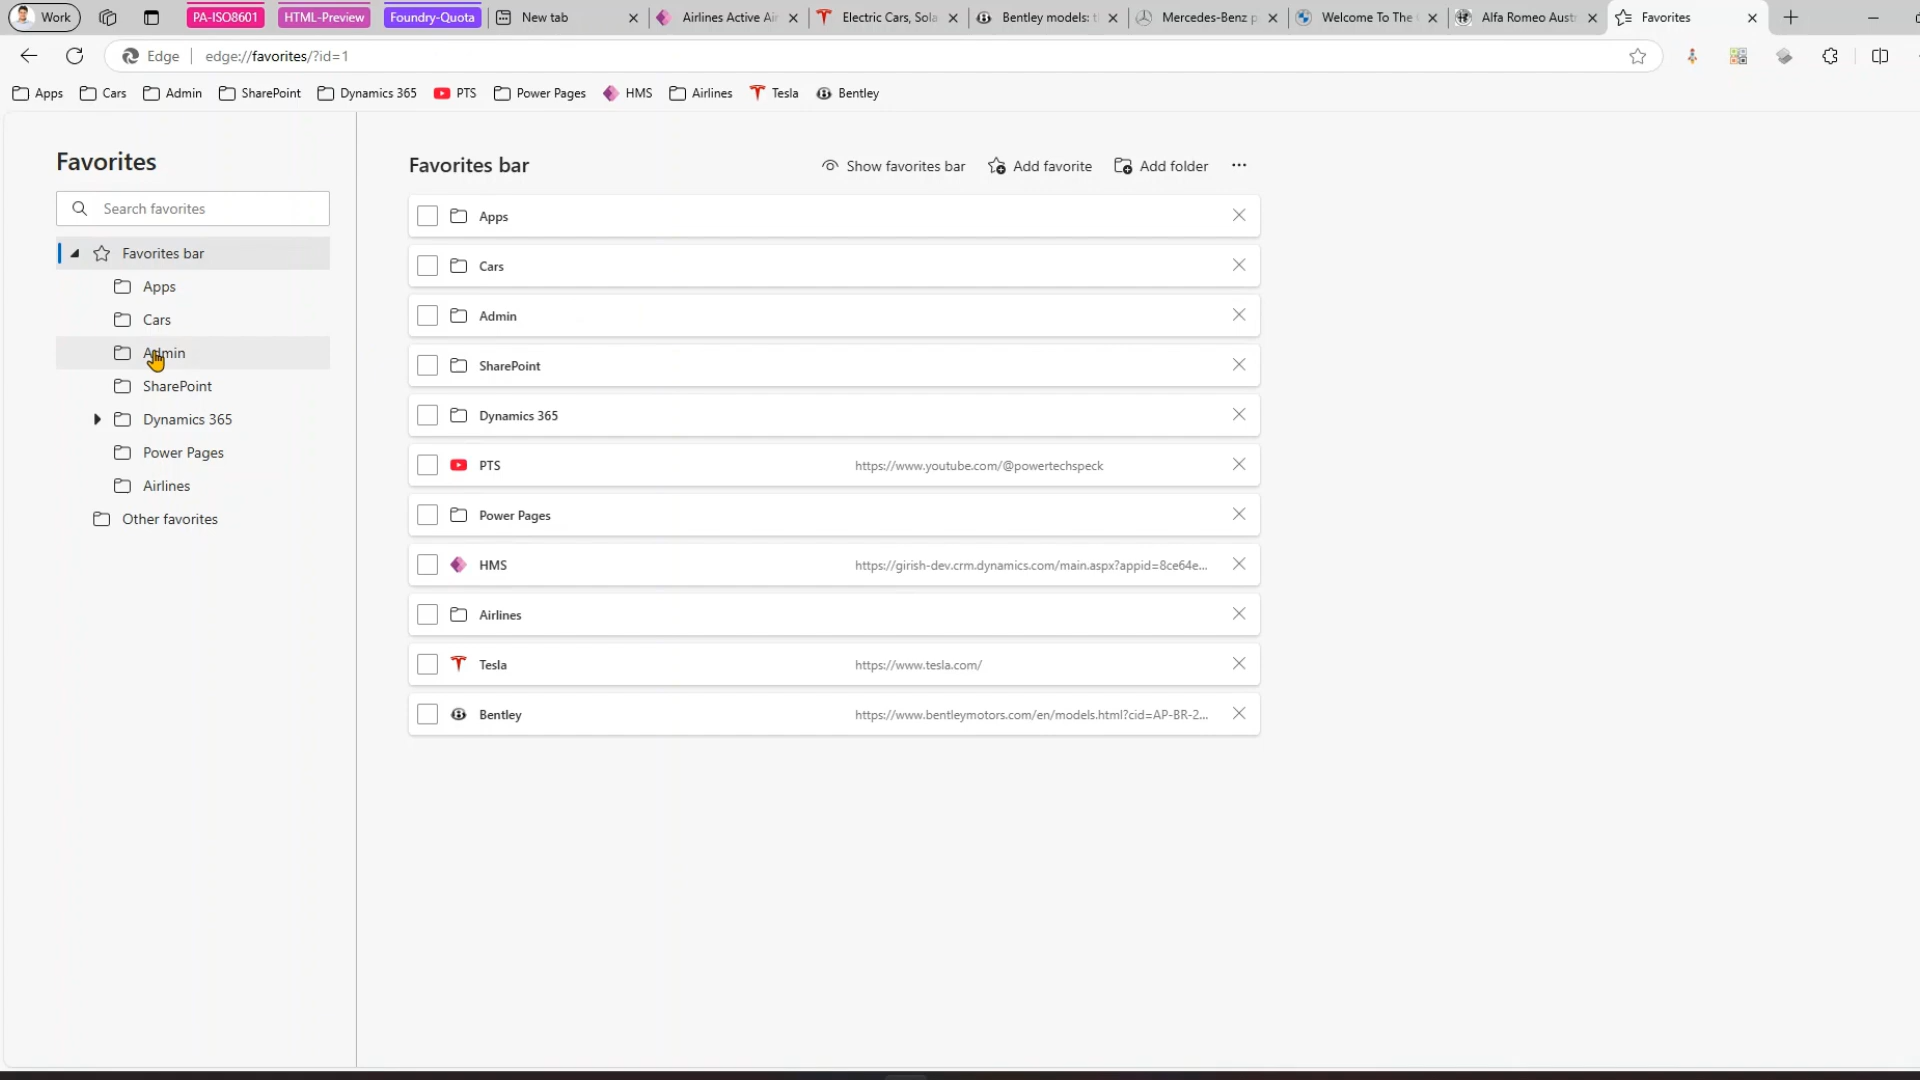 Work PA-ISO8601 HTML-Preview Foundry-Quota New tab Airlines Active Air Electric Cars, Sola Bentley models: t Mercedes-Benz p Welcome To The Alfa Romeo Aust Favorites
Edge edge://favorites/?id=1
Apps Cars Admin SharePoint Dynamics 365 PTS Power Pages HMS Airlines Tesla Bentley
Favorites
Search favorites
Favorites bar
Apps
Cars
Admin
SharePoint
Dynamics 365
Power Pages
Airlines
Other favorites
Favorites bar Show favorites bar Add favorite Add folder
Apps
Cars
Admin
SharePoint
Dynamics 365
PTS https://www.youtube.com/@powertechspeck
Power Pages
HMS https://girish-dev.crm.dynamics.com/main.aspx?appid=8ce64e...
Airlines
Tesla https://www.tesla.com/
Bentley https://www.bentleymotors.com/en/models.html?cid=AP-BR-2...